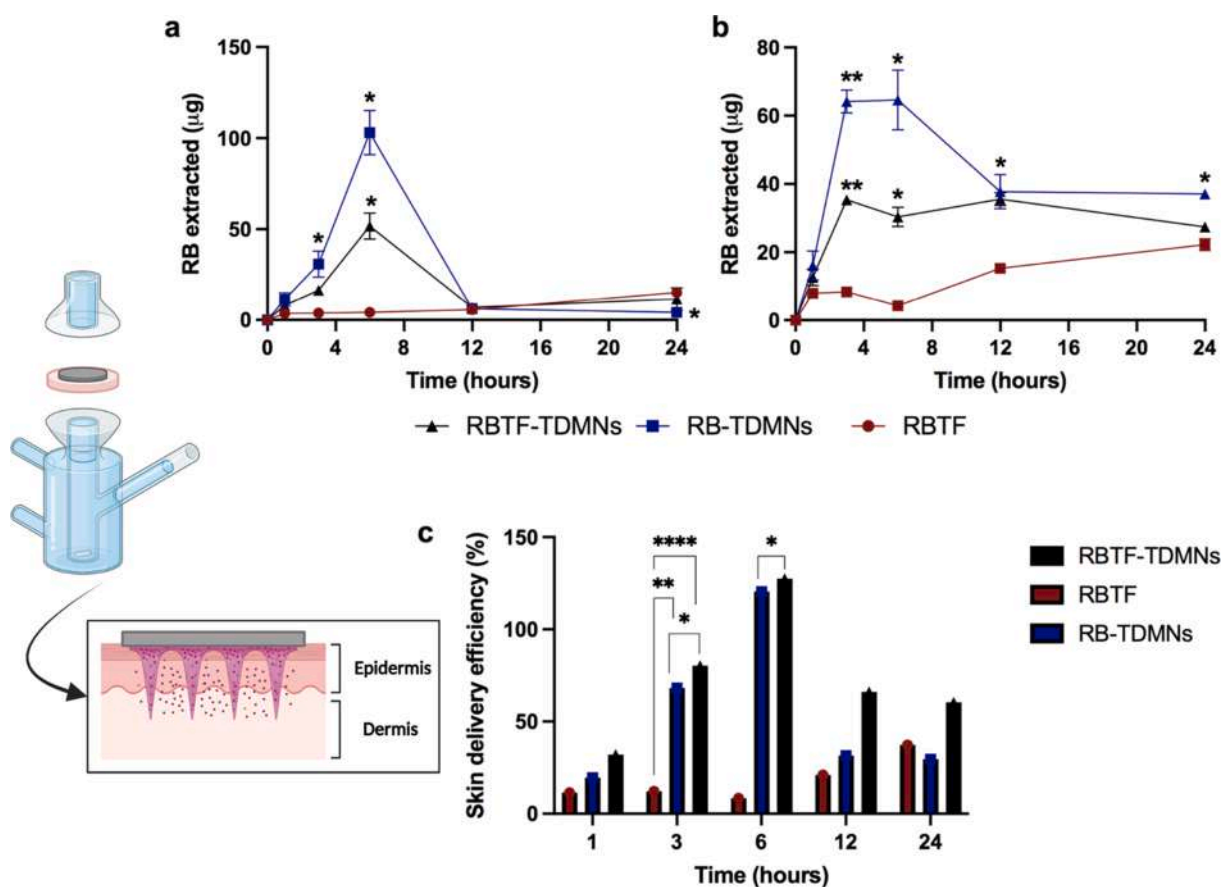 a
150
100
50
0
RB extracted (μg)
*
*
*
*
0 4 8 12 16 20 24
Time (hours)
b
80
60
40
20
0
RB extracted (μg)
** *
** * * *
0 4 8 12 16 20 24
Time (hours)
RBTF-TDMNs RB-TDMNs RBTF
c
150
100
50
0
Skin delivery efficiency (%)
**** *
**
*
1 3 6 12 24
Time (hours)
RBTF-TDMNs
RBTF
RB-TDMNs
Epidermis
Dermis